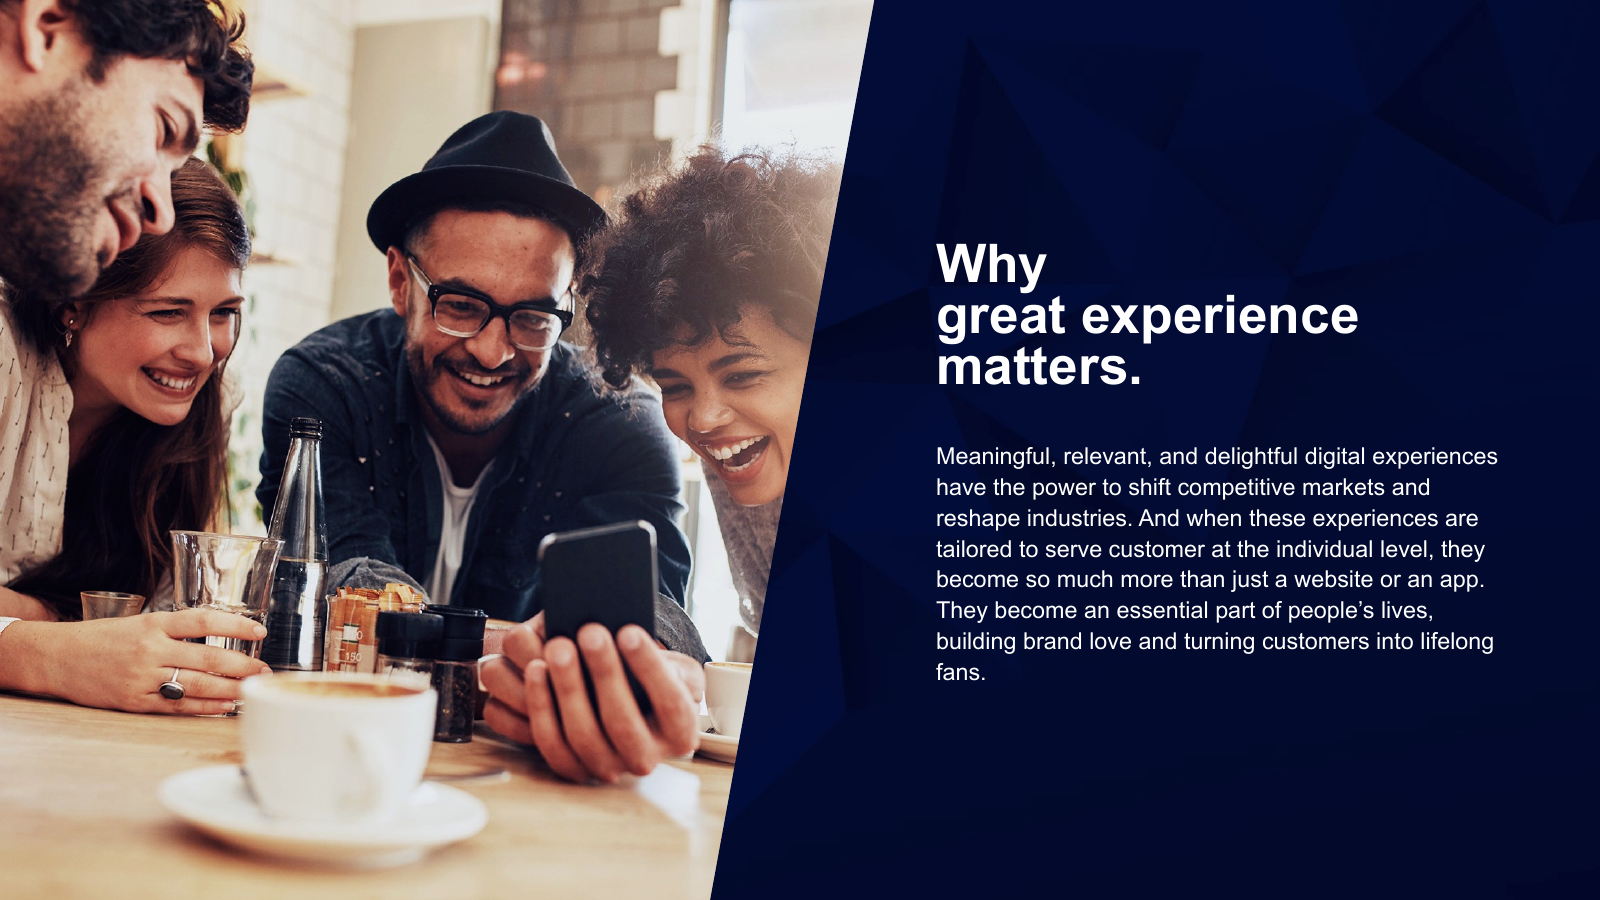 Why
great experience
matters.
Meaningful, relevant, and delightful digital experiences
have the power to shift competitive markets and
reshape industries. And when these experiences are
tailored to serve customer at the individual level, they
become so much more than just a website or an app.
They become an essential part of people’s lives,
building brand love and turning customers into lifelong
fans.
150